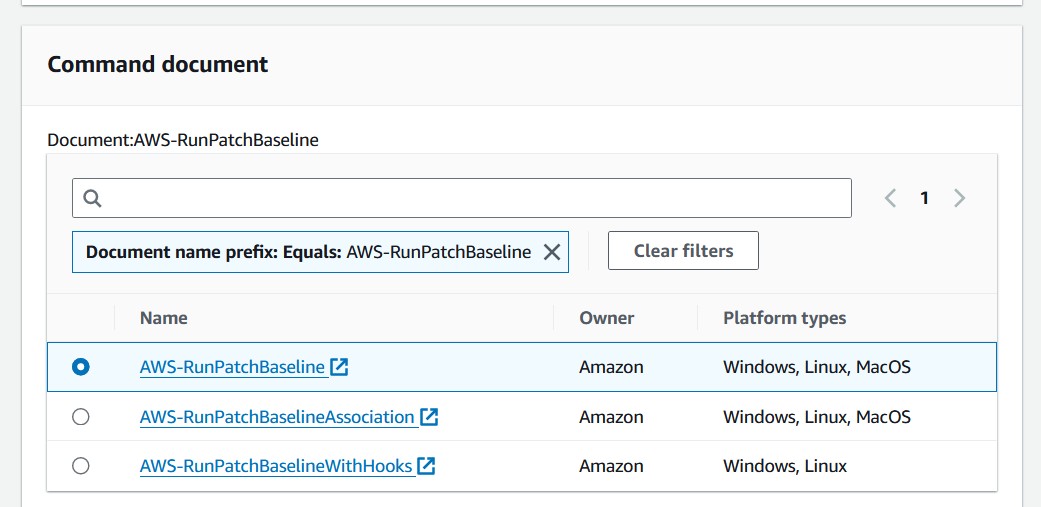 Command document
Document:AWS-RunPatchBaseline
1
Document name prefix: Equals: AWS-RunPatchBaseline
Clear filters
Name Owner Platform types
AWS-RunPatchBaseline Amazon Windows, Linux, MacOS
AWS-RunPatchBaselineAssociation Amazon Windows, Linux, MacOS
AWS-RunPatchBaselineWithHooks Amazon Windows, Linux